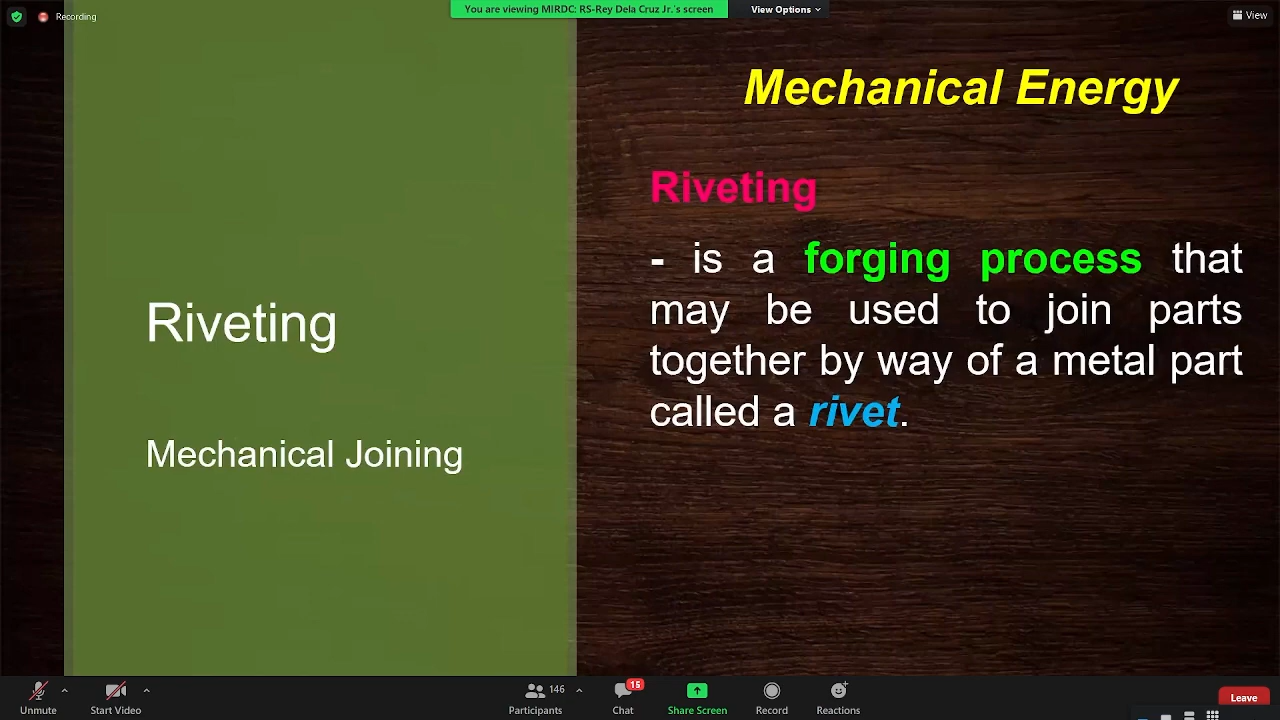 Recording
You are viewing MIRDC: RS-Rey Dela Cruz Jr.'s screen
View Options
View
Mechanical Energy
Riveting
- is a forging process that
may be used to join parts
together by way of a metal part
called a rivet.
Riveting
Mechanical Joining
Unmute
Start Video
146
Participants
15
Chat
Share Screen
Record
Reactions
Leave